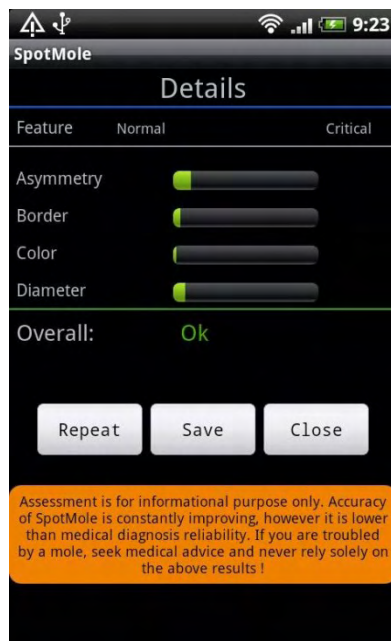 9:23
SpotMole
Details
Feature Normal Critical
Asymmetry
Border
Color
Diameter
Overall: Ok
Repeat Save Close
Assessment is for informational purpose only. Accuracy
of SpotMole is constantly improving, however it is lower
than medical diagnosis reliability. If you are troubled
by a mole, seek medical advice and never rely solely on
the above results !